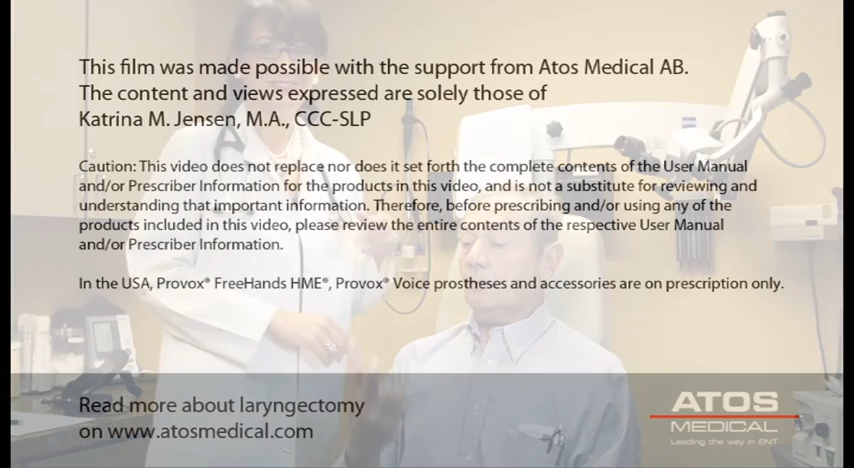 This film was made possible with the support from Atos Medical AB.
The content and views expressed are solely those of
Katrina M. Jensen, M.A., CCC-SLP
Caution: This video does not replace nor does it set forth the complete contents of the User Manual
and/or Prescriber Information for the products in this video, and is not a substitute for reviewing and
understanding that important information. Therefore, before prescribing and/or using any of the
products included in this video, please review the entire contents of the respective User Manual
and/or Prescriber Information.
In the USA, Provox® FreeHands HME®, Provox® Voice prostheses and accessories are on prescription only.
Read more about laryngectomy
on www.atosmedical.com
ATOS
MEDICAL
Leading the way in ENT